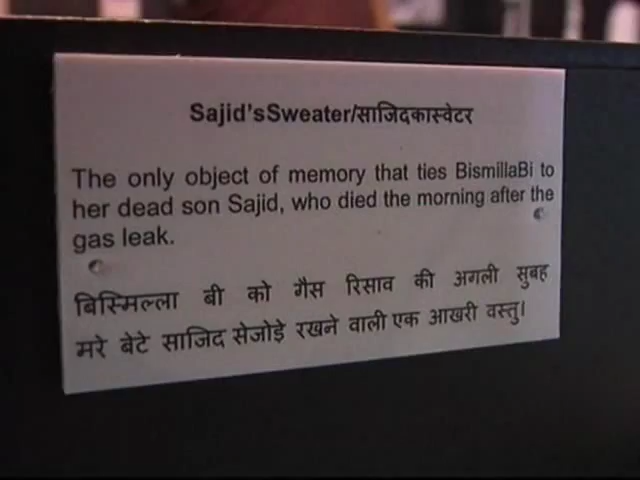 Sajid'sSweater/साजिदकास्वेटर
The only object of memory that ties BismillaBi to
her dead son Sajid, who died the morning after the
gas leak.
बिस्मिल्ला बी को गैस रिसाव की अगली सुबह
मरे बेटे साजिद सेजोड़े रखने वाली एक आखरी वस्तु।